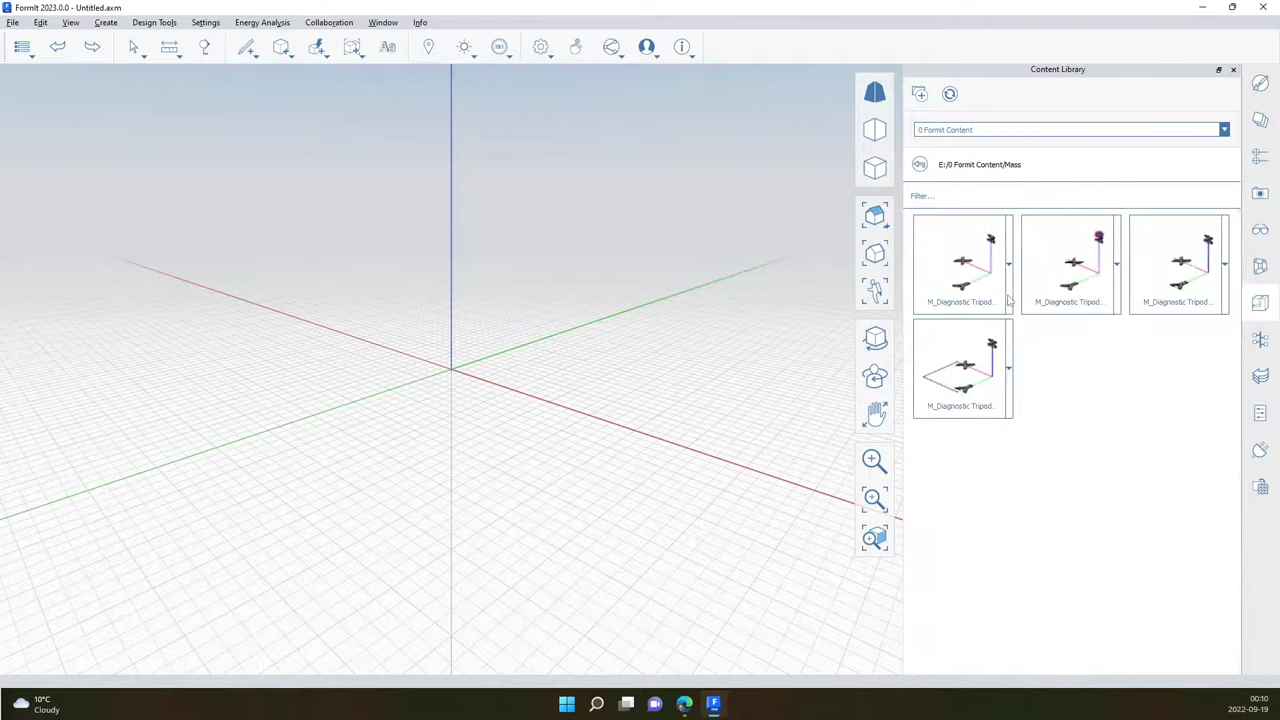 FormIt 2023.0.0 - Untitled.axm
File Edit View Create Design Tools Settings Energy Analysis Collaboration Window Info
Content Library
0 FormIt Content
E:/0 FormIt Content/Mass
Filter...
M_Diagnostic Tripod... M_Diagnostic Tripod... M_Diagnostic Tripod...
M_Diagnostic Tripod...
10°C
Cloudy
00:10
2022-09-19